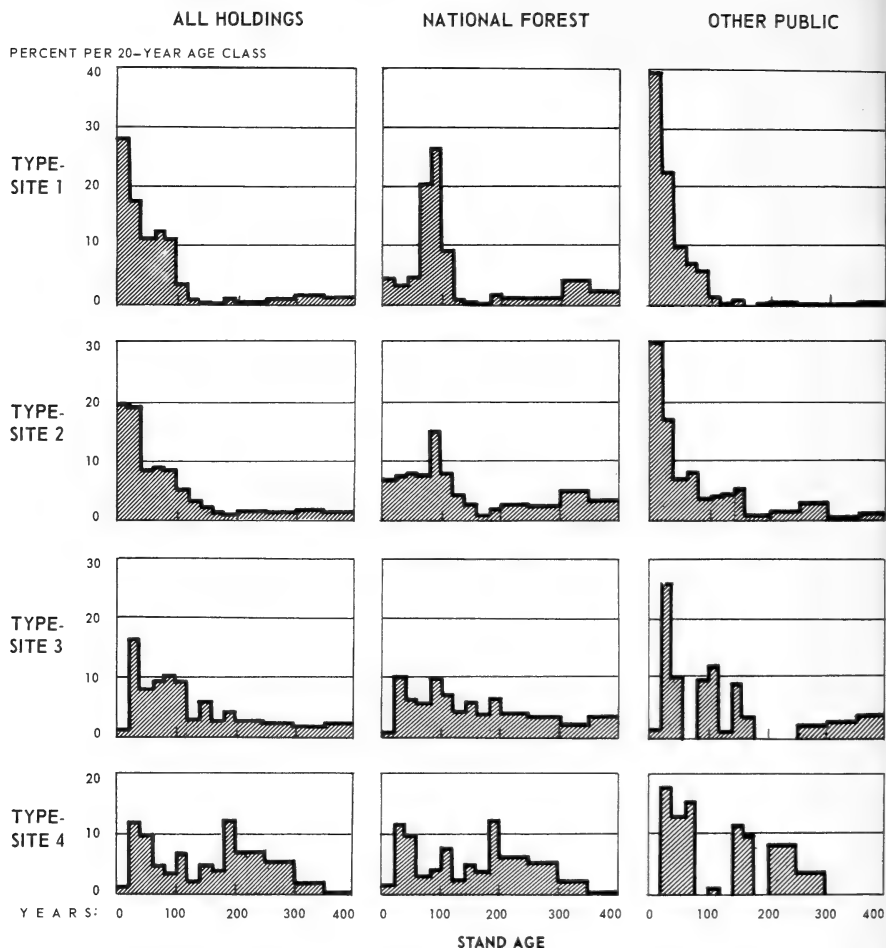 ALL HOLDINGS NATIONAL FOREST OTHER PUBLIC
PERCENT PER 20-YEAR AGE CLASS
40
30
TYPE-
SITE 1
20
10
0
30
TYPE-
SITE 2
20
10
0
30
20
TYPE-
SITE 3
10
0
20
TYPE-
SITE 4
10
0
YEARS: 0 100 200 300 400 0 100 200 300 400 0 100 200 300 400
STAND AGE